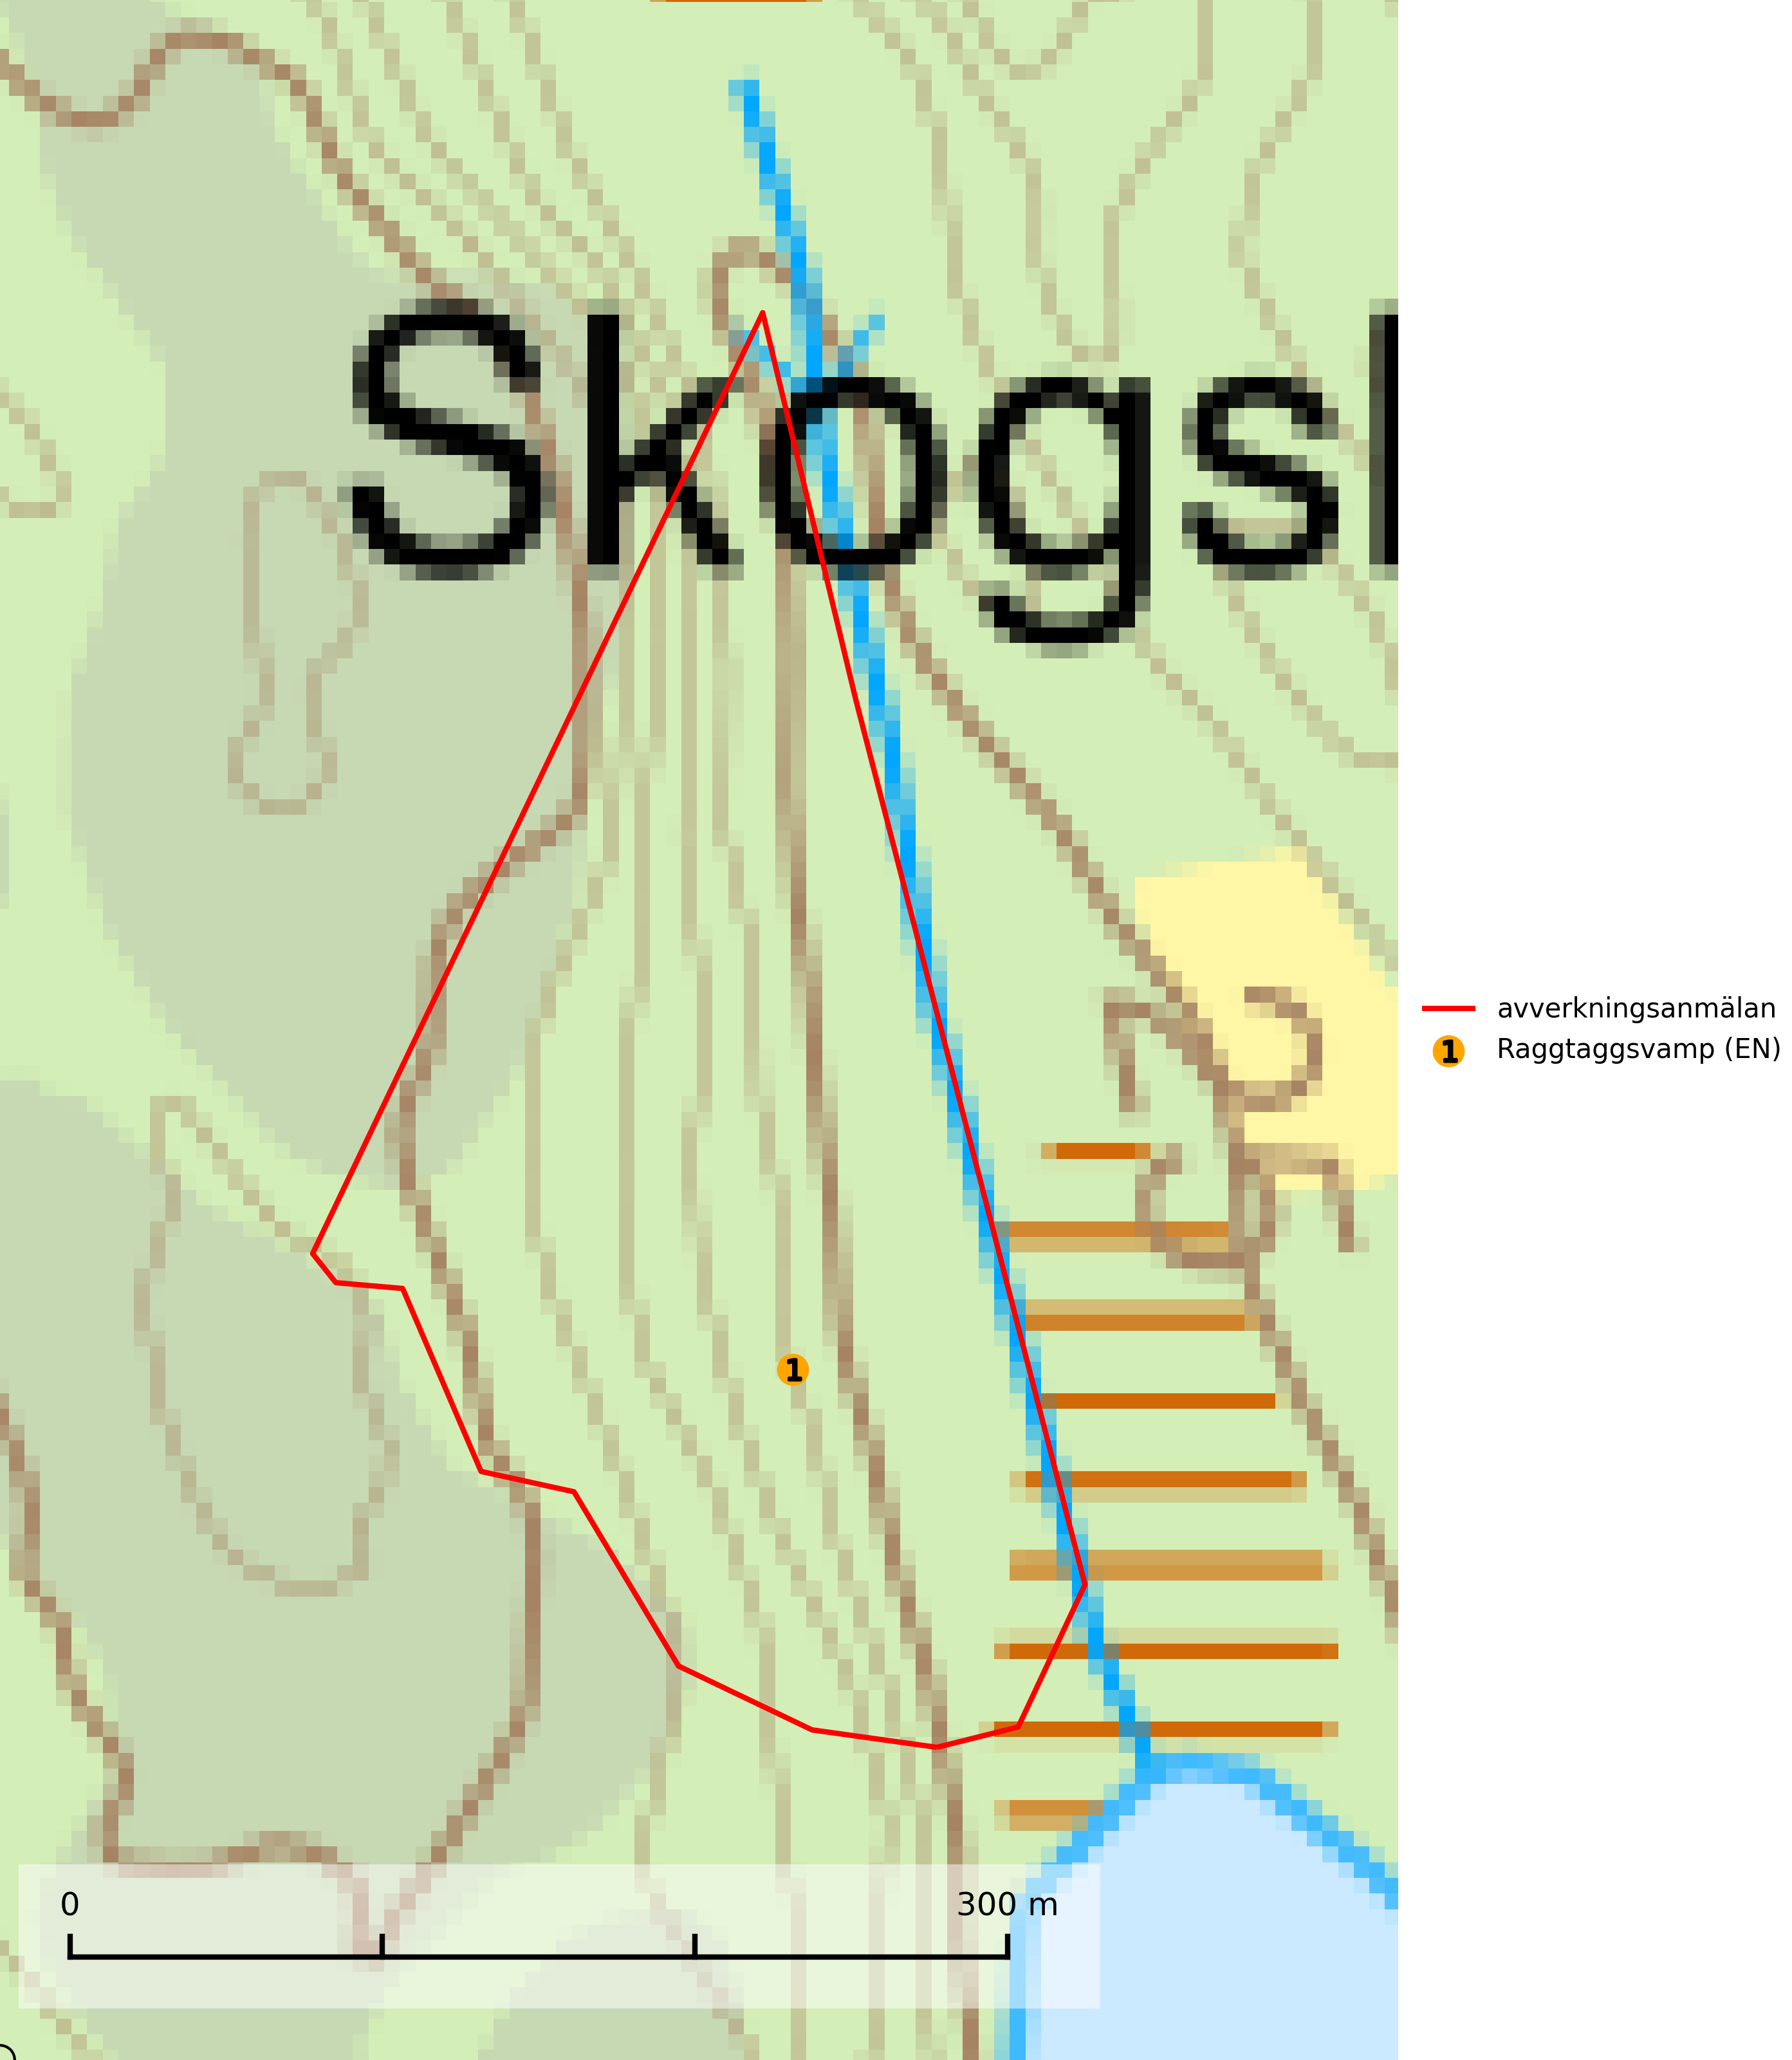 Skogsl
avverkningsanmälan
1 Raggtaggsvamp (EN)
1
0 300 m